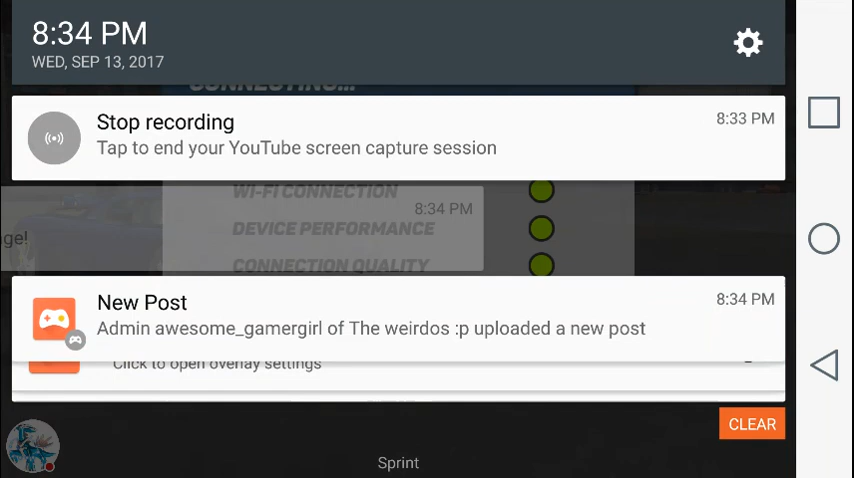 8:34 PM
WED, SEP 13, 2017
CONNECTING...
Stop recording
8:33 PM
Tap to end your YouTube screen capture session
WI-FI CONNECTION
8:34 PM
DEVICE PERFORMANCE
ge!
CONNECTION QUALITY
New Post
8:34 PM
Admin awesome_gamergirl of The weirdos :p uploaded a new post
Click to open overlay settings
CLEAR
Sprint